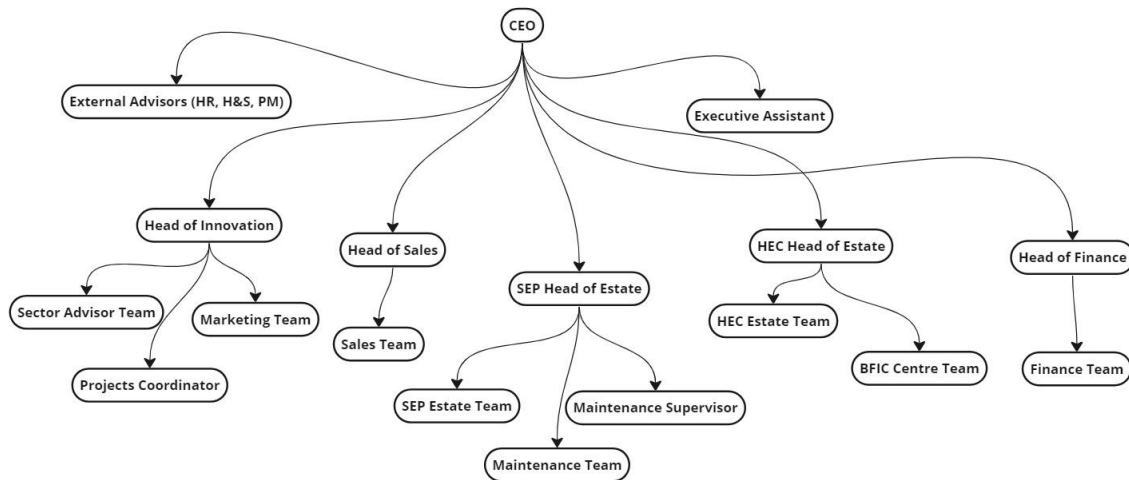 CEO
External Advisors (HR, H&S, PM)
Executive Assistant
Head of Innovation
Head of Sales
HEC Head of Estate
Head of Finance
SEP Head of Estate
Sector Advisor Team
Marketing Team
HEC Estate Team
Sales Team
BFIC Centre Team
Finance Team
Projects Coordinator
SEP Estate Team
Maintenance Supervisor
Maintenance Team